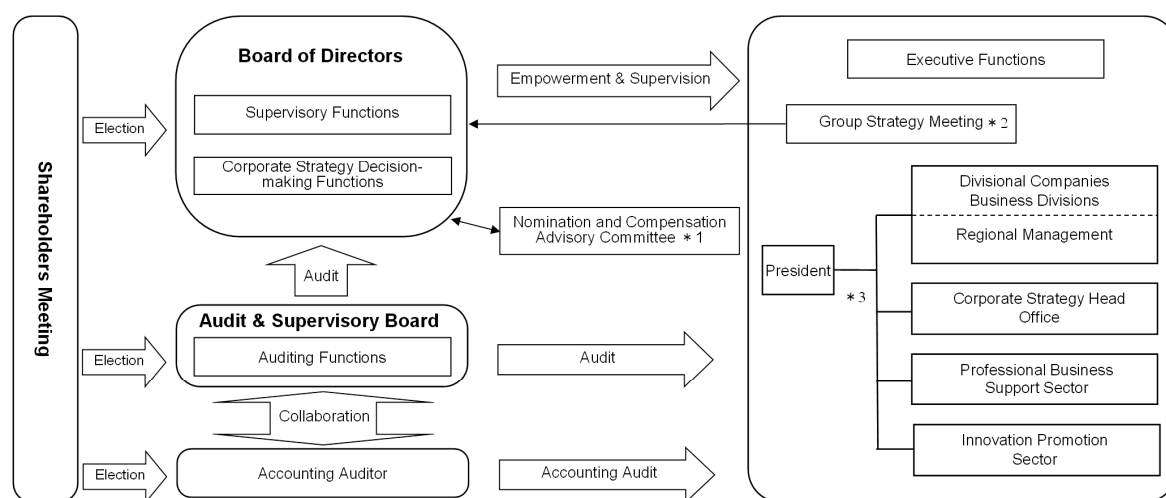 Shareholders Meeting
Election
Board of Directors
Supervisory Functions
Corporate Strategy Decision-
making Functions
Empowerment & Supervision
Executive Functions
Group Strategy Meeting *2
Nomination and Compensation
Advisory Committee *1
Audit
Divisional Companies
Business Divisions
Regional Management
President
*3
Corporate Strategy Head
Office
Professional Business
Support Sector
Innovation Promotion
Sector
Election
Audit & Supervisory Board
Auditing Functions
Audit
Collaboration
Election
Accounting Auditor
Accounting Audit